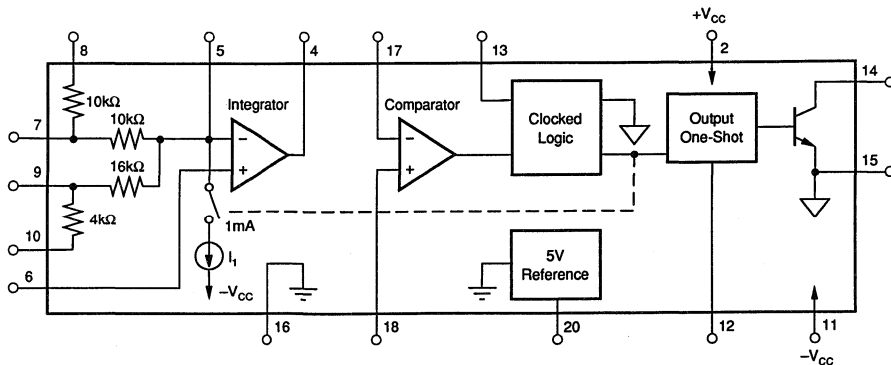 +VCC
8
5
4
17
13
2
14
10kΩ
Integrator
Comparator
Clocked
Logic
Output
One-Shot
7
10kΩ
−
−
9
16kΩ
+
+
15
4kΩ
1mA
10
I1
5V
Reference
6
−VCC
16
18
20
12
11
−VCC